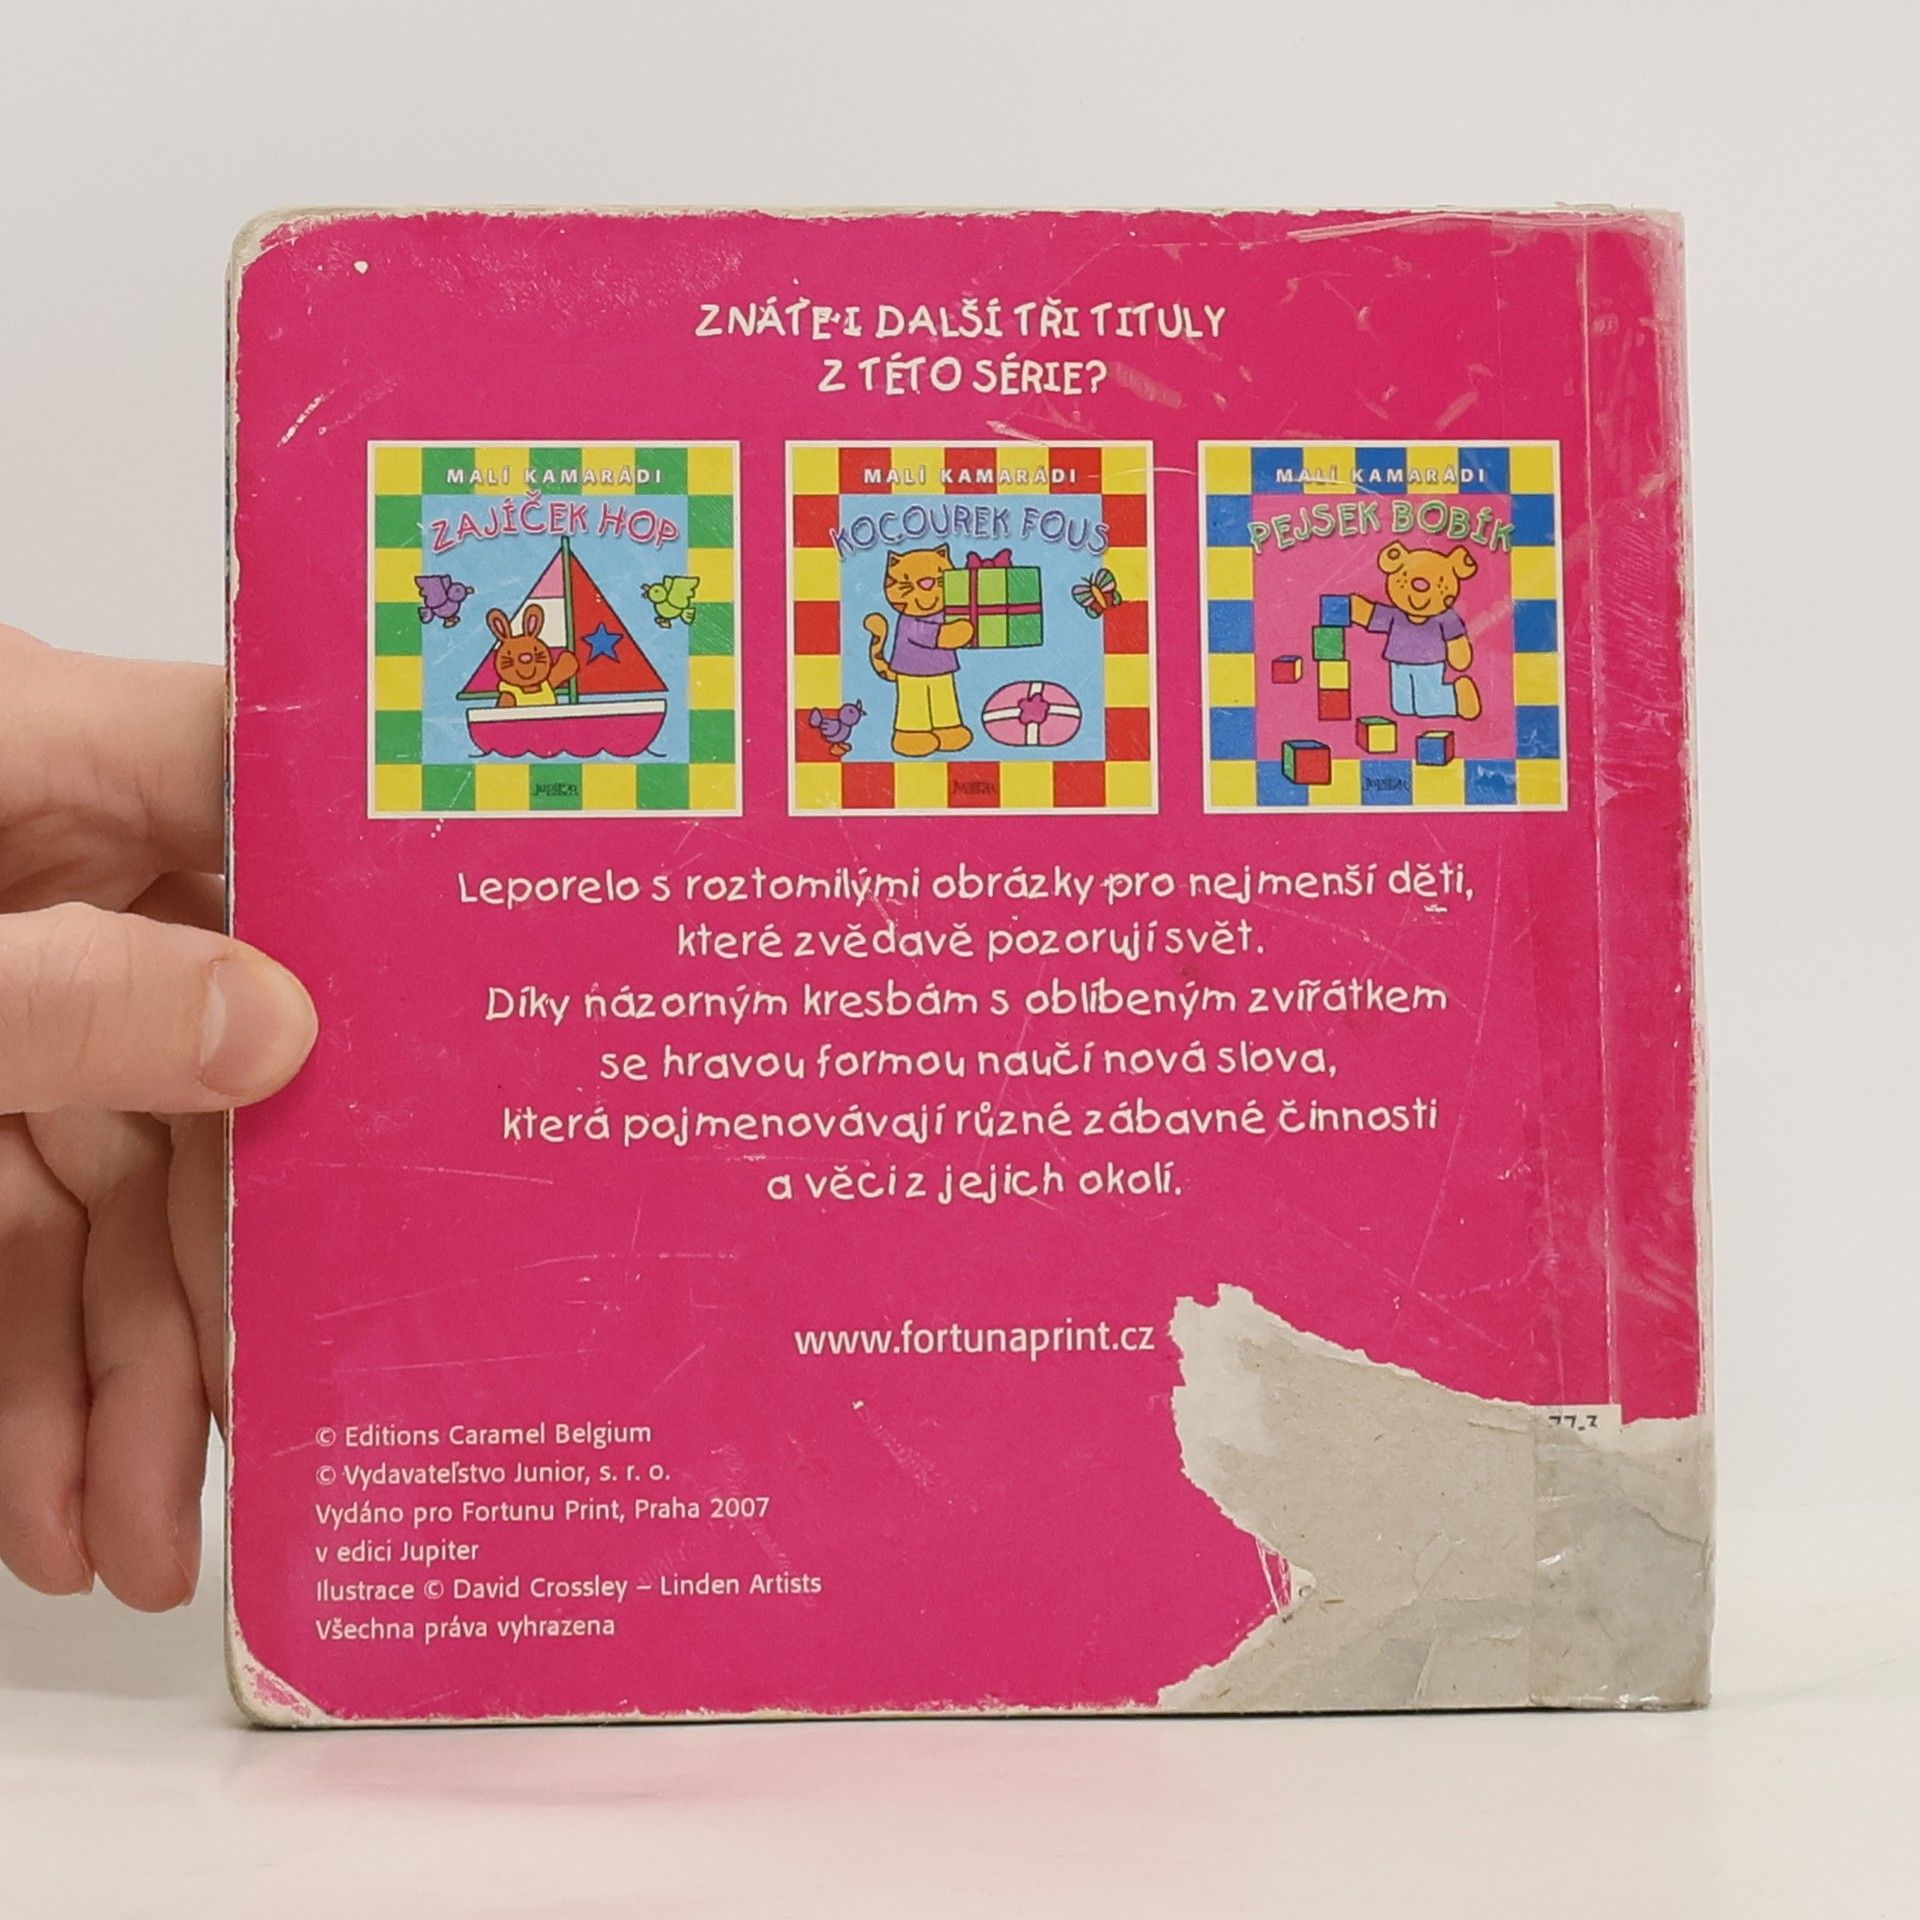 ZNÁTE I DALŠÍ TŘI TITULY
Z TÉTO SÉRIE?
MALÍ KAMARÁDI
ZAJÍČEK HOP
MALÍ KAMARÁDI
KOCOUREK FOUS
MALÍ KAMARÁDI
PEJSEK BOBÍK
Leporelo s roztomilými obrázky pro nejmenší děti,
které zvědavě pozorují svět.
Díky názorným kresbám s oblíbeným zvířátkem
se hravou formou naučí nová slova,
která pojmenovávají různé zábavné činnosti
a věci z jejich okolí.
www.fortunaprint.cz
© Editions Caramel Belgium
© Vydavateľstvo Junior, s. r. o.
Vydáno pro Fortunu Print, Praha 2007
v edici Jupiter
Ilustrace © David Crossley – Linden Artists
Všechna práva vyhrazena